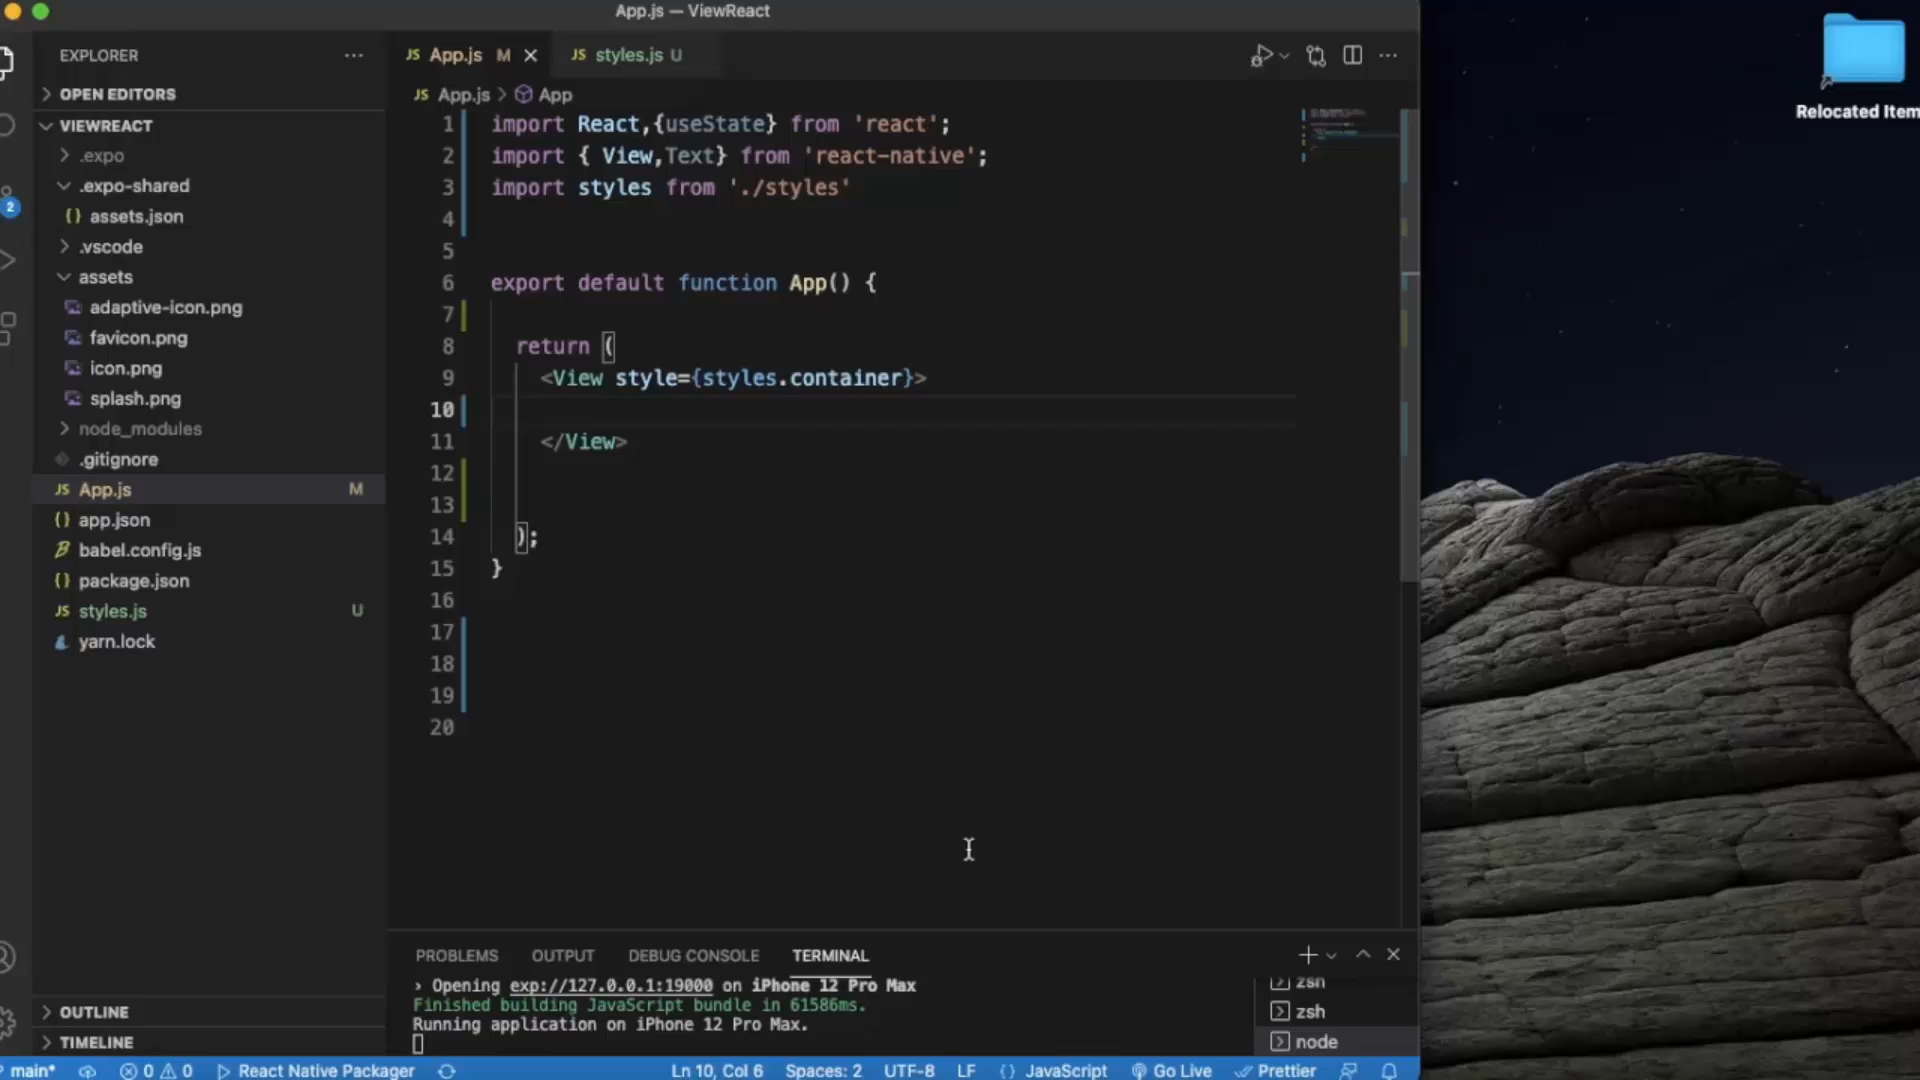 App.js — ViewReact
EXPLORER
OPEN EDITORS
VIEWREACT
.expo
.expo-shared
{} assets.json
.vscode
assets
adaptive-icon.png
favicon.png
icon.png
splash.png
node_modules
.gitignore
JS App.js M
{} app.json
babel.config.js
{} package.json
JS styles.js U
yarn.lock
OUTLINE
TIMELINE
2
JS App.js M
JS styles.js U
JS App.js > App
1 import React,{useState} from 'react';
2 import { View,Text} from 'react-native';
3 import styles from './styles'
4
5
6 export default function App() {
7
8 return (
9 <View style={styles.container}>
10
11 </View>
12
13
14 );
15 }
16
17
18
19
20
PROBLEMS OUTPUT DEBUG CONSOLE TERMINAL
› Opening exp://127.0.0.1:19000 on iPhone 12 Pro Max
Finished building JavaScript bundle in 61586ms.
Running application on iPhone 12 Pro Max.
zsh
zsh
node
main* 0 0 React Native Packager Ln 10, Col 6 Spaces: 2 UTF-8 LF {} JavaScript Go Live Prettier
Relocated Item